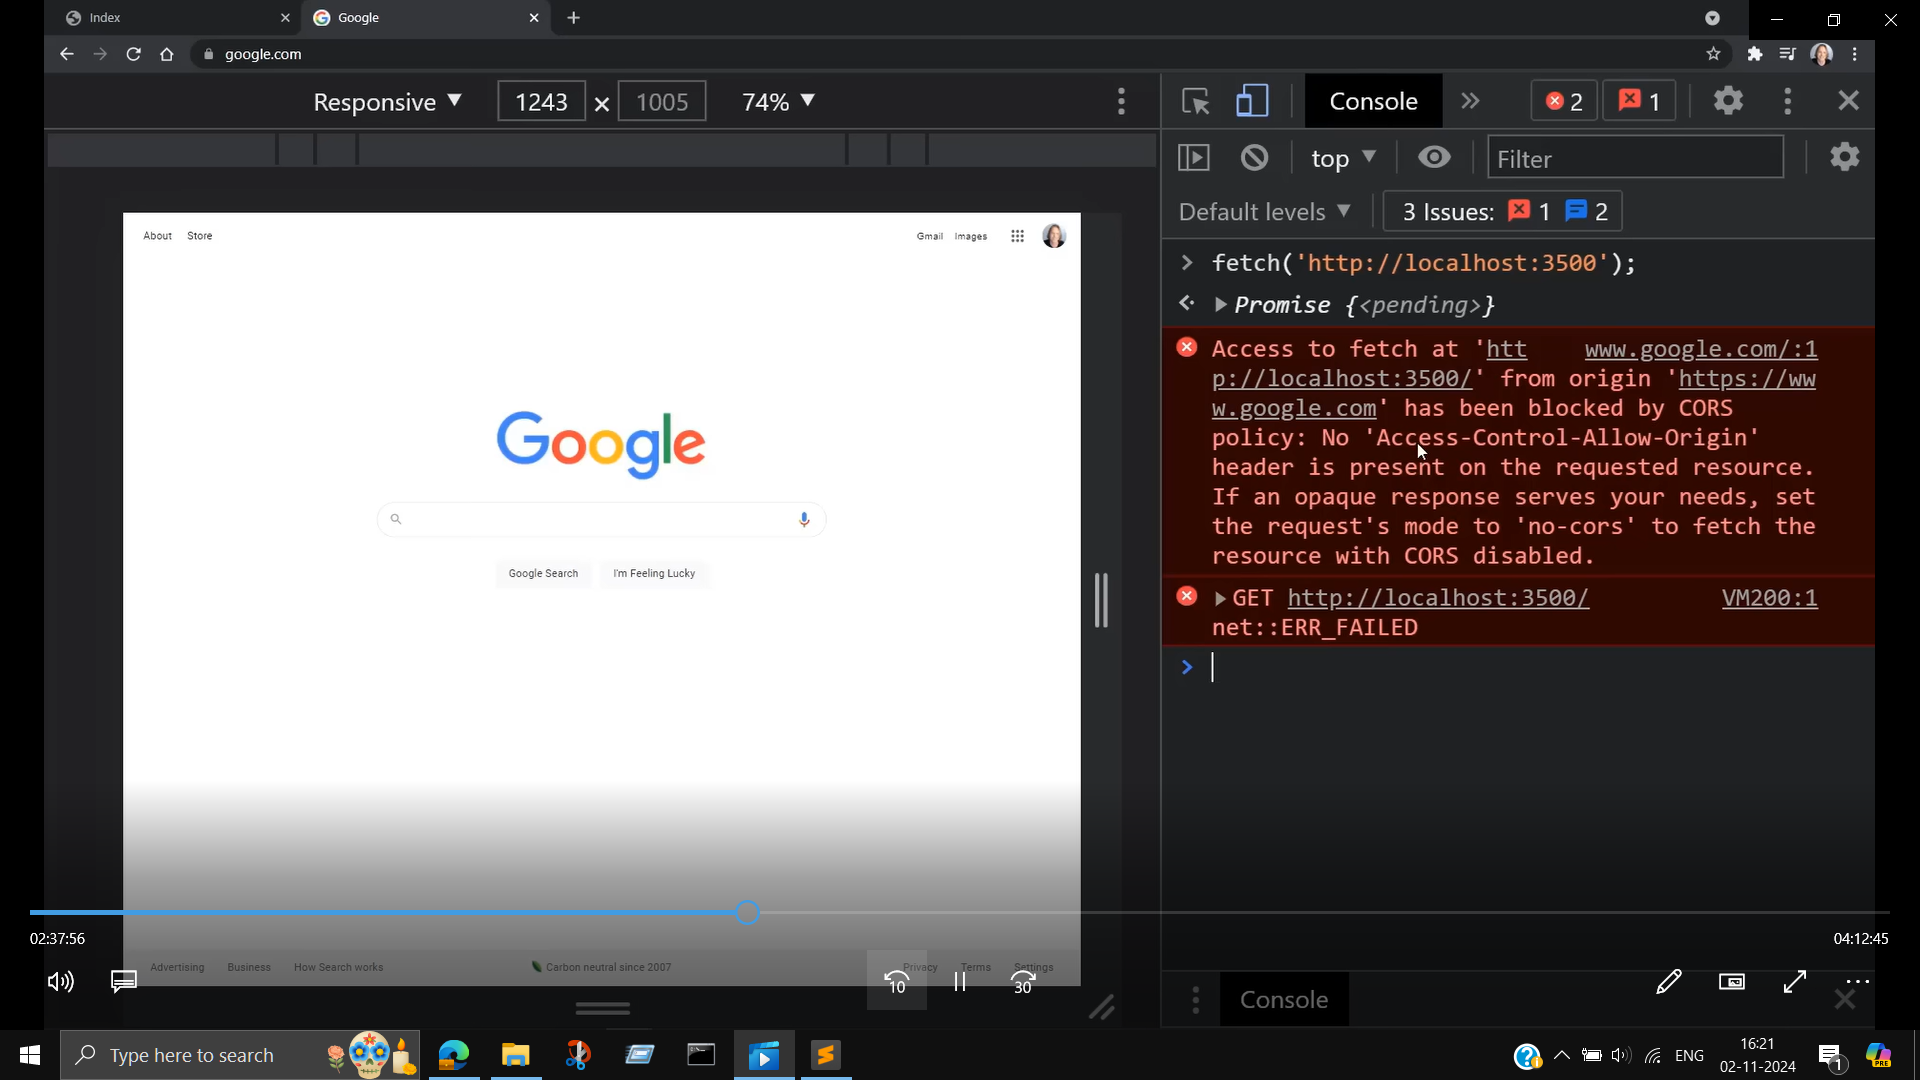 Index
Google
google.com
Responsive ▼ 1243 × 1005 74% ▼
Console » 2 1
top ▼ Filter
Default levels ▼ 3 Issues: 1 2
About Store Gmail Images
Google
Google Search I'm Feeling Lucky
> fetch('http://localhost:3500');
Promise {<pending>}
Access to fetch at 'htt www.google.com/:1
p://localhost:3500/' from origin 'https://ww
w.google.com' has been blocked by CORS
policy: No 'Access-Control-Allow-Origin'
header is present on the requested resource.
If an opaque response serves your needs, set
the request's mode to 'no-cors' to fetch the
resource with CORS disabled.
GET http://localhost:3500/ VM200:1
net::ERR_FAILED
>
02:37:56 04:12:45
Advertising Business How Search works Carbon neutral since 2007 Privacy Terms Settings
10 30
Console
Type here to search
ENG 16:21
02-11-2024
1
PRE